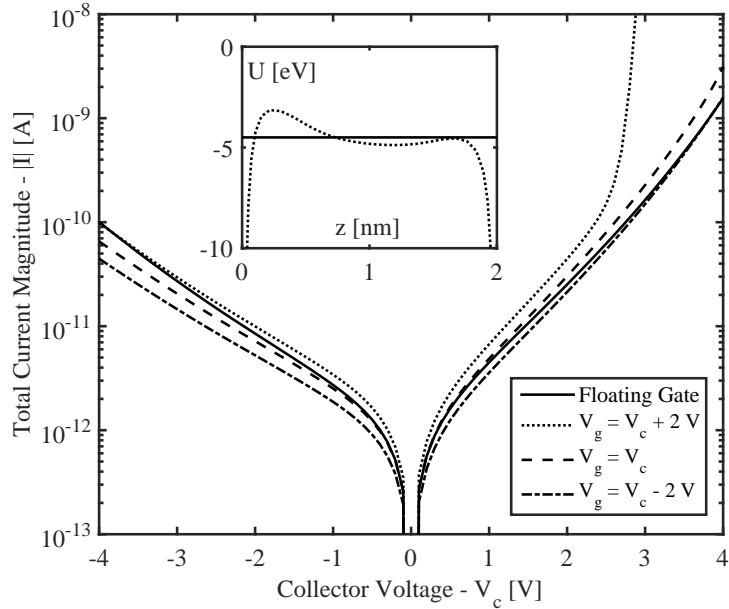 10^-8
10^-9
10^-10
10^-11
10^-12
10^-13
Total Current Magnitude - |I| [A]
-4 -3 -2 -1 0 1 2 3 4
Collector Voltage - V_c [V]
0
-5
-10
U [eV]
z [nm]
0 1 2
Floating Gate
V_g = V_c + 2 V
V_g = V_c
V_g = V_c - 2 V